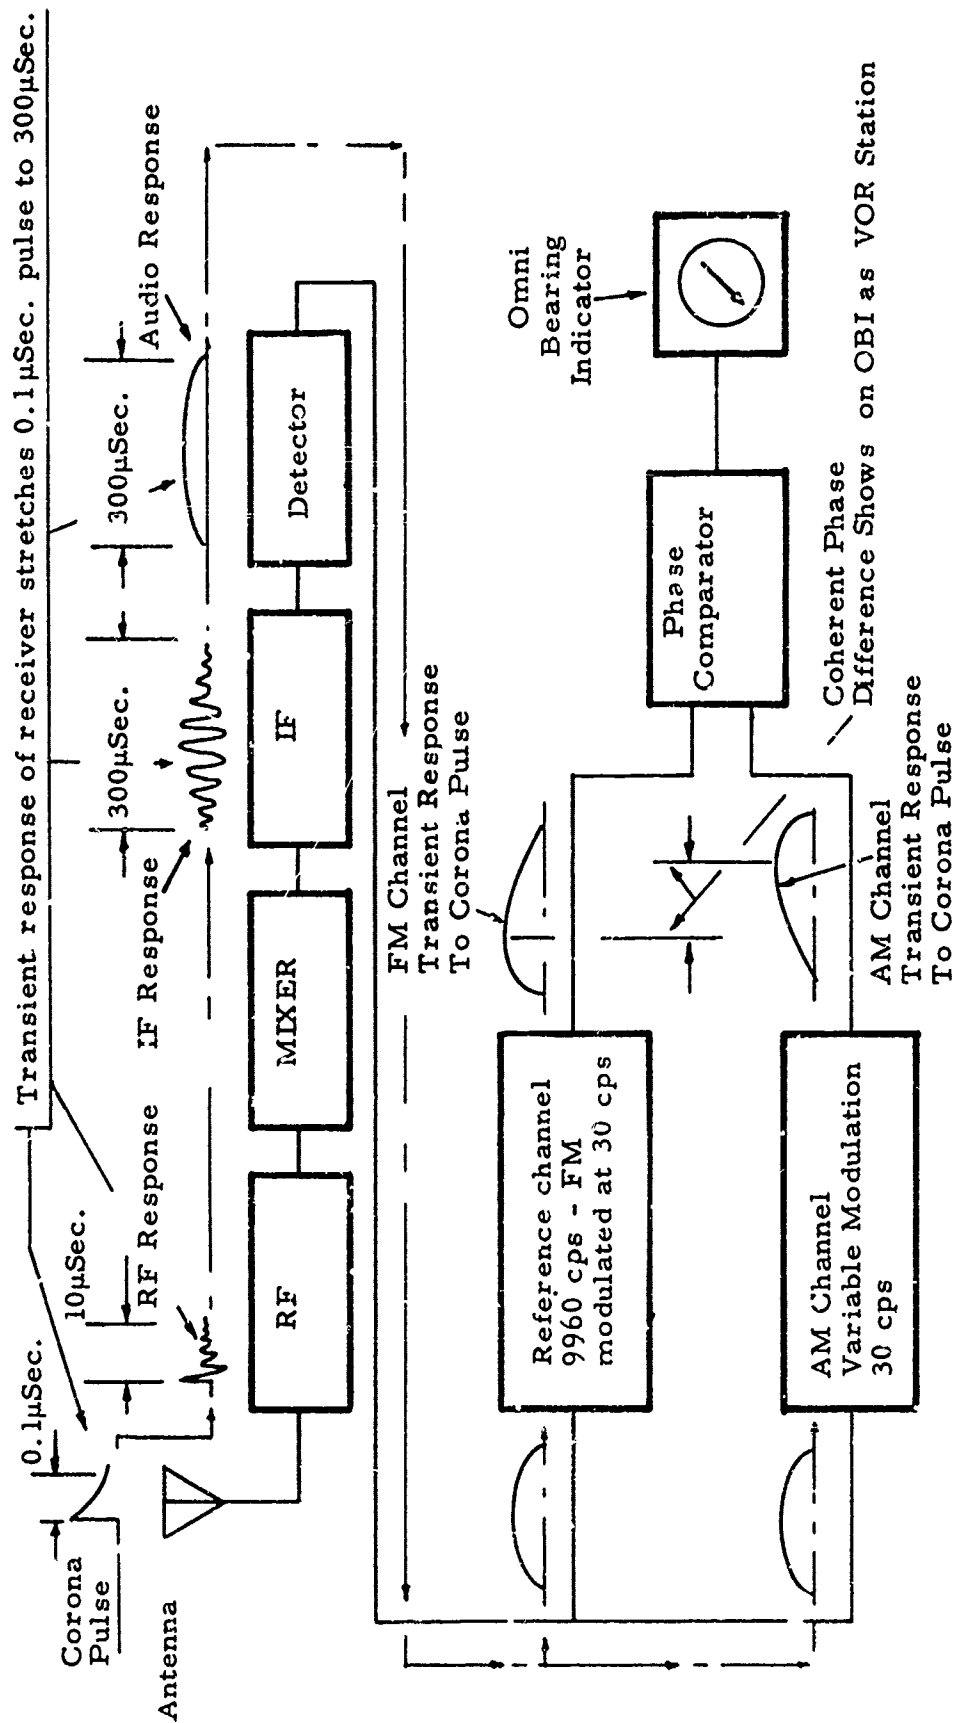 Transient response of receiver stretches 0.1µSec. pulse to 300µSec.
0.1µSec.
10µSec.
300µSec.
300µSec.
Corona
Pulse
RF Response
IF Response
Audio Response
Antenna
RF
MIXER
IF
Detector
FM Channel
Transient Response
To Corona Pulse
Omni
Bearing
Indicator
Reference channel
9960 cps - FM
modulated at 30 cps
Phase
Comparator
AM Channel
Variable Modulation
30 cps
Coherent Phase
Difference Shows on OBI as VOR Station
AM Channel
Transient Response
To Corona Pulse